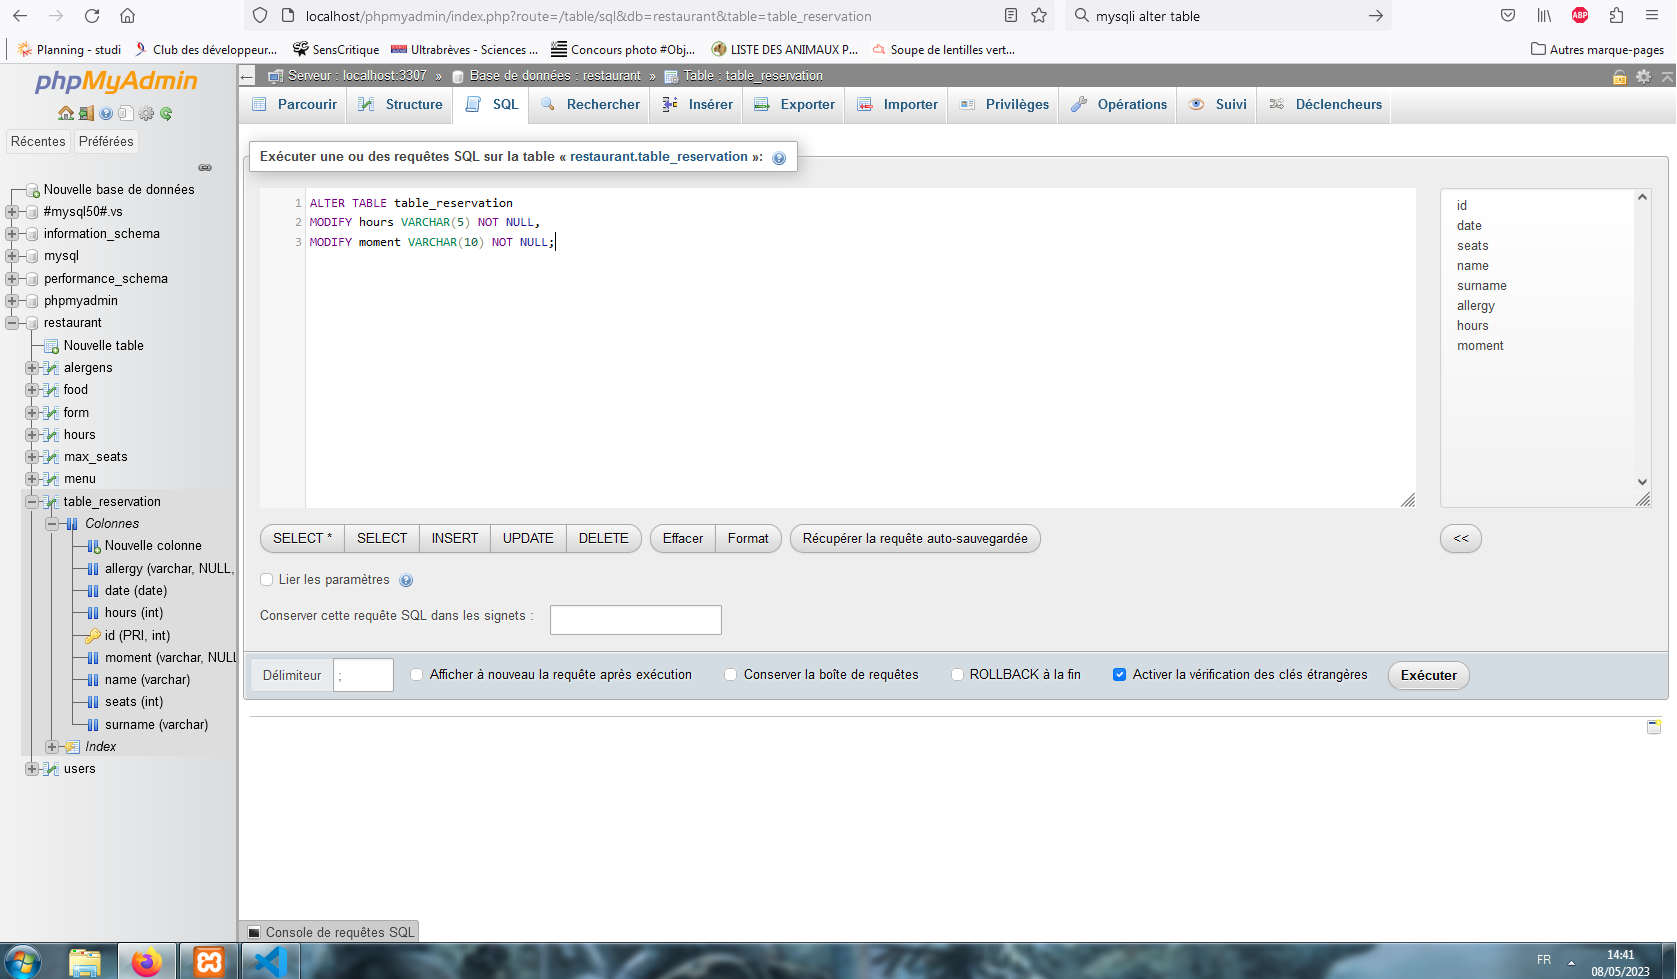 localhost/phpmyadmin/index.php?route=/table/sql&db=restaurant&table=table_reservation
mysqli alter table
ABP
Planning - studi
Club des développeur...
SensCritique
Ultrabrèves - Sciences ...
Concours photo #Obj...
LISTE DES ANIMAUX P...
Soupe de lentilles vert...
Autres marque-pages
phpMyAdmin
Récentes
Préférées
Nouvelle base de données
#mysql50#.vs
information_schema
mysql
performance_schema
phpmyadmin
restaurant
Nouvelle table
alergens
food
form
hours
max_seats
menu
table_reservation
Colonnes
Nouvelle colonne
allergy (varchar, NULL,
date (date)
hours (int)
id (PRI, int)
moment (varchar, NULL
name (varchar)
seats (int)
surname (varchar)
Index
users
Serveur : localhost:3307 » Base de données : restaurant » Table : table_reservation
Parcourir
Structure
SQL
Rechercher
Insérer
Exporter
Importer
Privilèges
Opérations
Suivi
Déclencheurs
Exécuter une ou des requêtes SQL sur la table « restaurant.table_reservation »:
1 ALTER TABLE table_reservation
2 MODIFY hours VARCHAR(5) NOT NULL,
3 MODIFY moment VARCHAR(10) NOT NULL;
id
date
seats
name
surname
allergy
hours
moment
SELECT *
SELECT
INSERT
UPDATE
DELETE
Effacer
Format
Récupérer la requête auto-sauvegardée
<<
Lier les paramètres
Conserver cette requête SQL dans les signets :
Délimiteur
;
Afficher à nouveau la requête après exécution
Conserver la boîte de requêtes
ROLLBACK à la fin
Activer la vérification des clés étrangères
Exécuter
Console de requêtes SQL
FR
14:41
08/05/2023